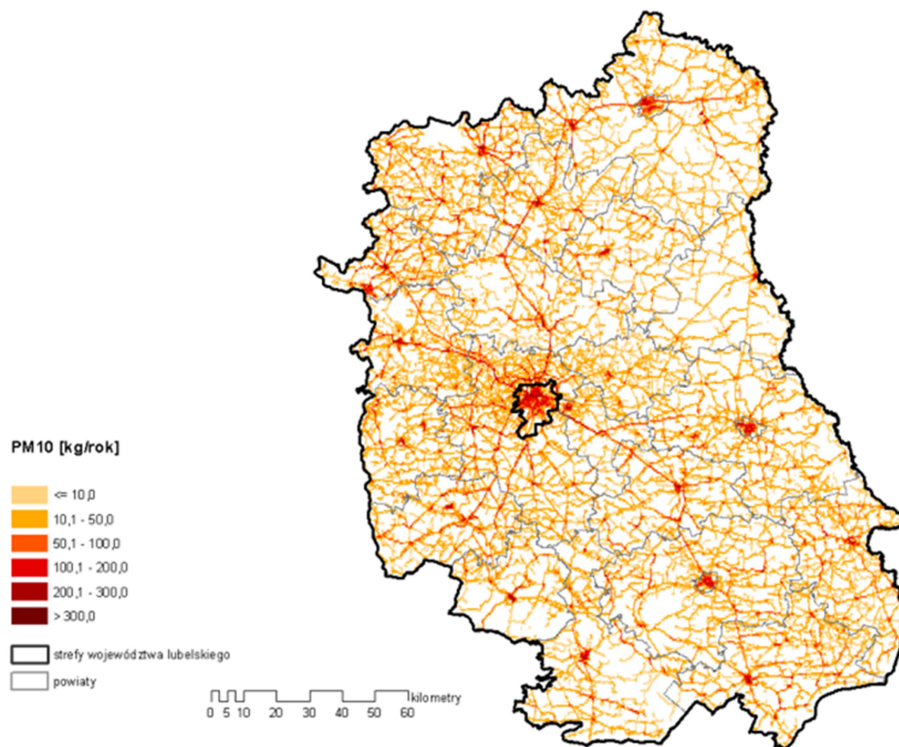 PM10 [kg/rok]
<= 10,0
10,1 - 50,0
50,1 - 100,0
100,1 - 200,0
200,1 - 300,0
> 300,0
strefy województwa lubelskiego
powiaty
kilometry
0 5 10 20 30 40 50 60